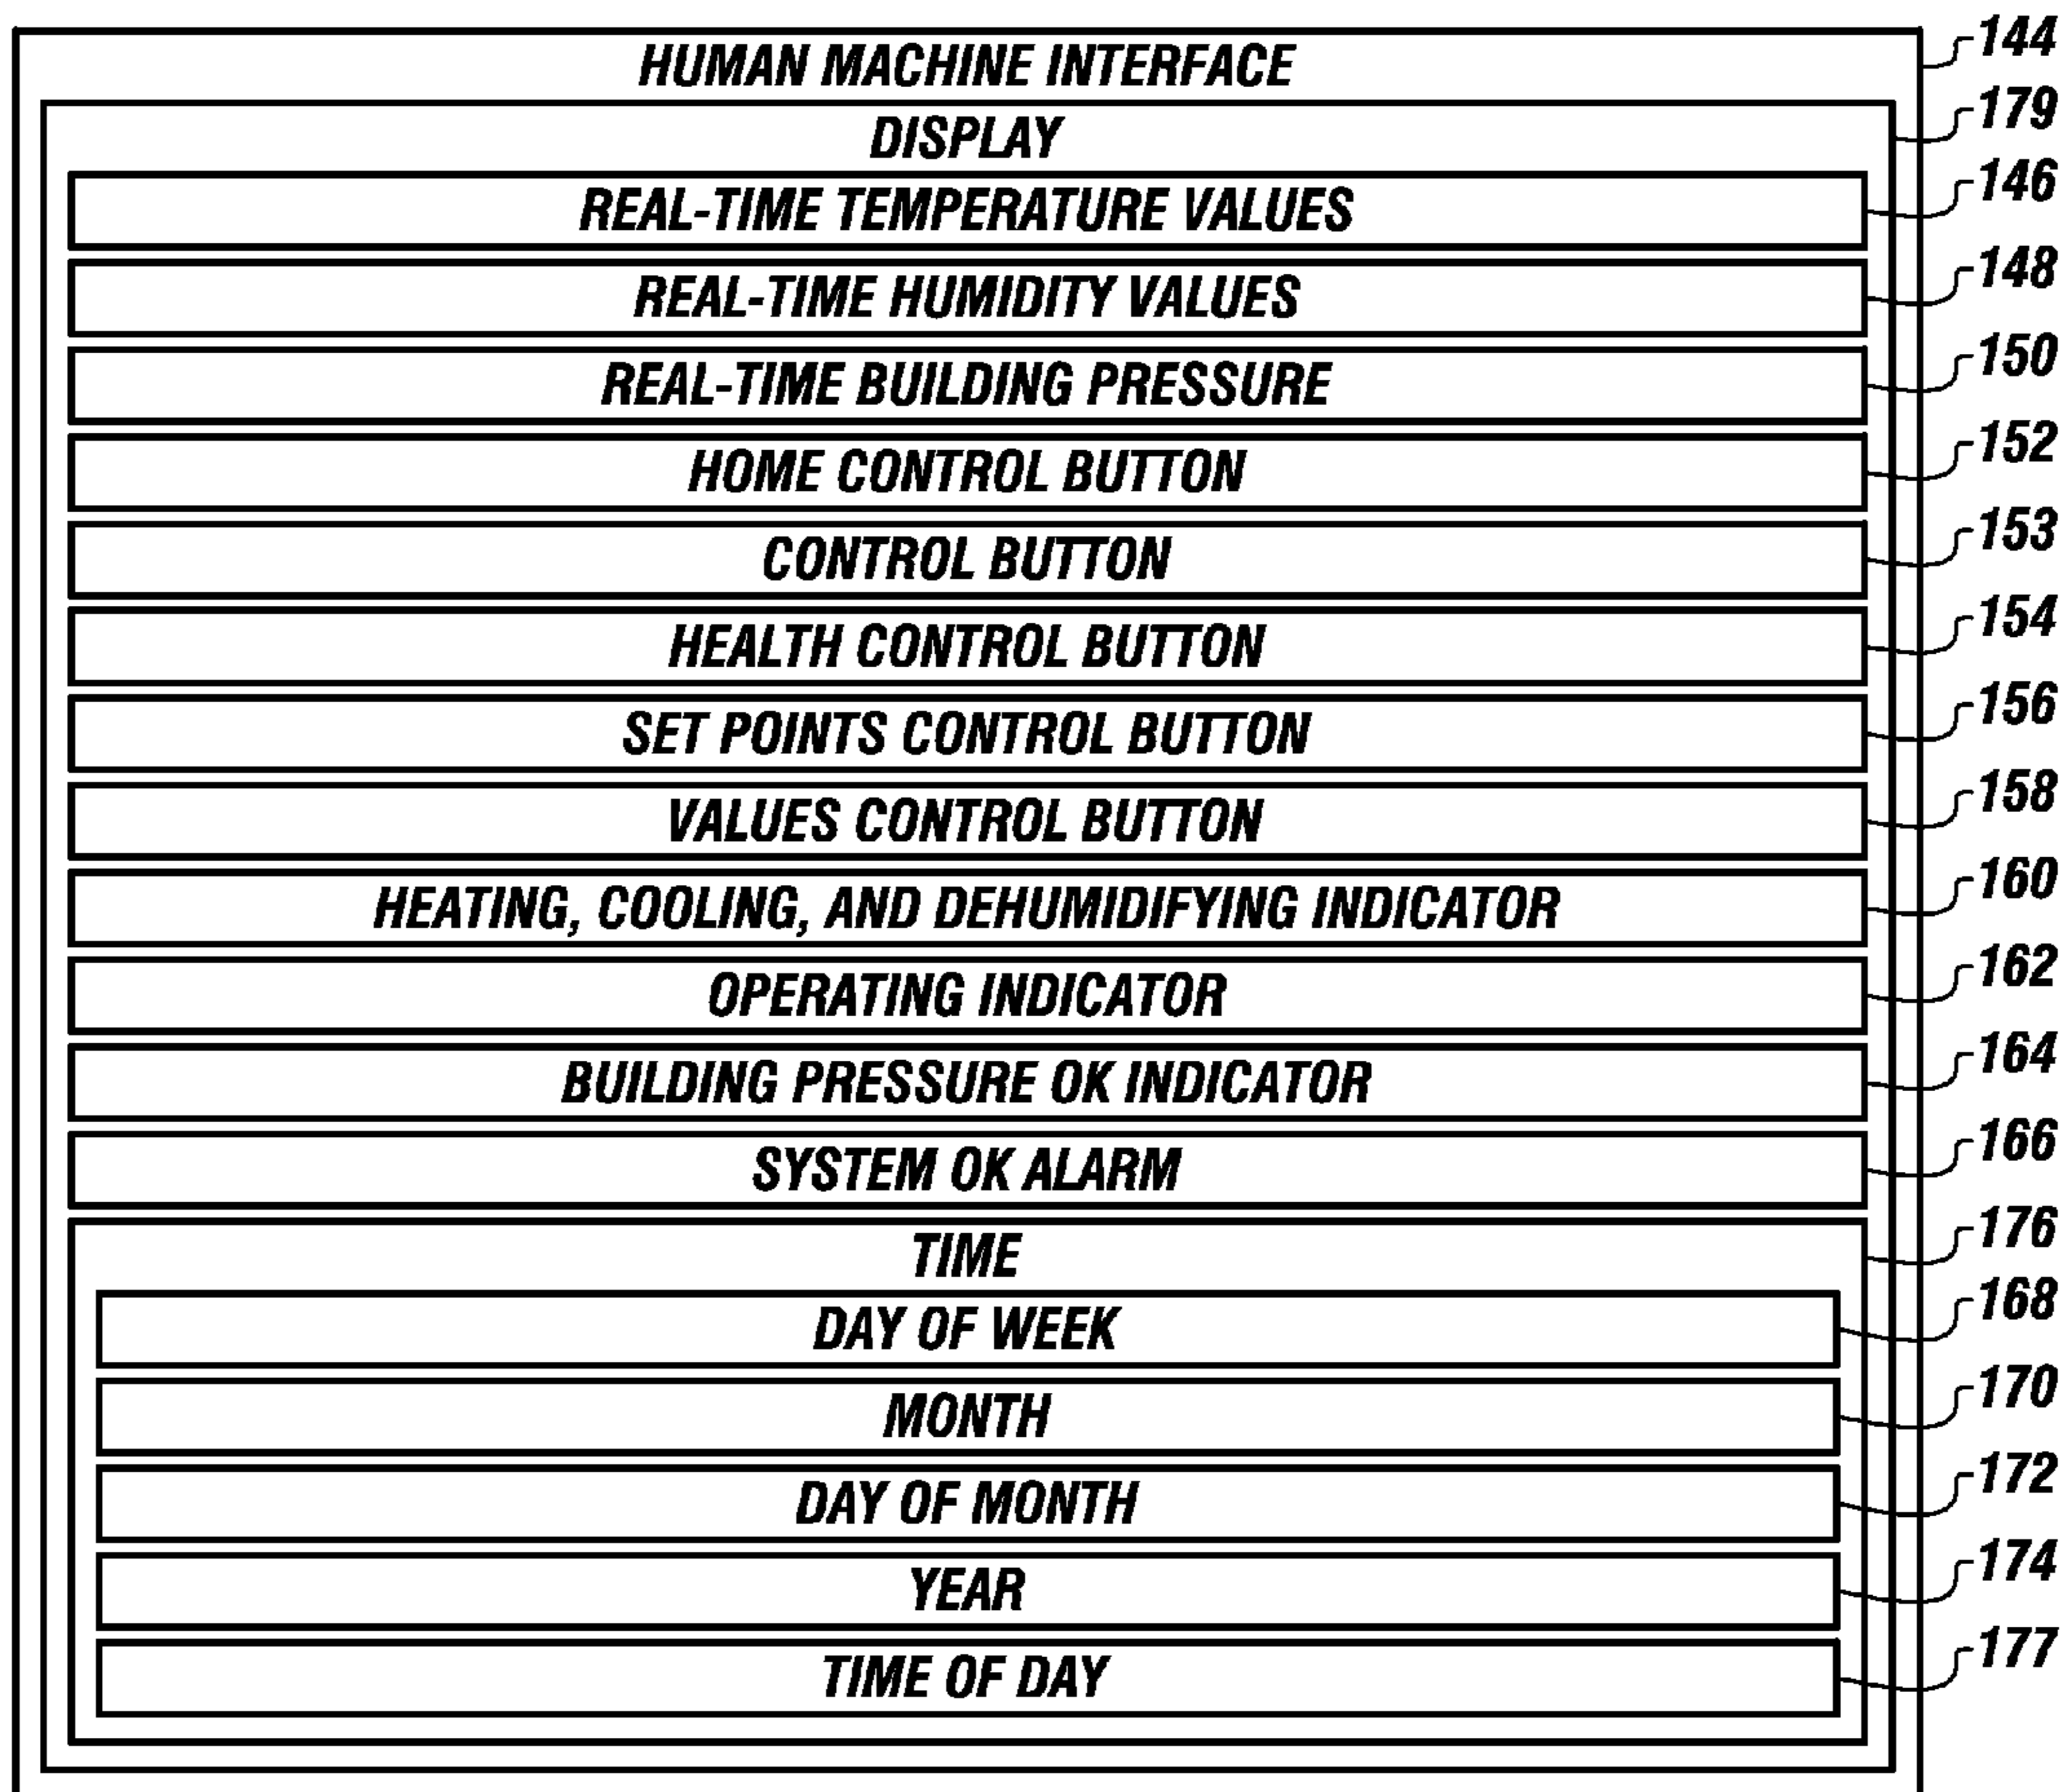 HUMAN MACHINE INTERFACE 144
DISPLAY 179
REAL-TIME TEMPERATURE VALUES 146
REAL-TIME HUMIDITY VALUES 148
REAL-TIME BUILDING PRESSURE 150
HOME CONTROL BUTTON 152
CONTROL BUTTON 153
HEALTH CONTROL BUTTON 154
SET POINTS CONTROL BUTTON 156
VALUES CONTROL BUTTON 158
HEATING, COOLING, AND DEHUMIDIFYING INDICATOR 160
OPERATING INDICATOR 162
BUILDING PRESSURE OK INDICATOR 164
SYSTEM OK ALARM 166
TIME 176
DAY OF WEEK 168
MONTH 170
DAY OF MONTH 172
YEAR 174
TIME OF DAY 177